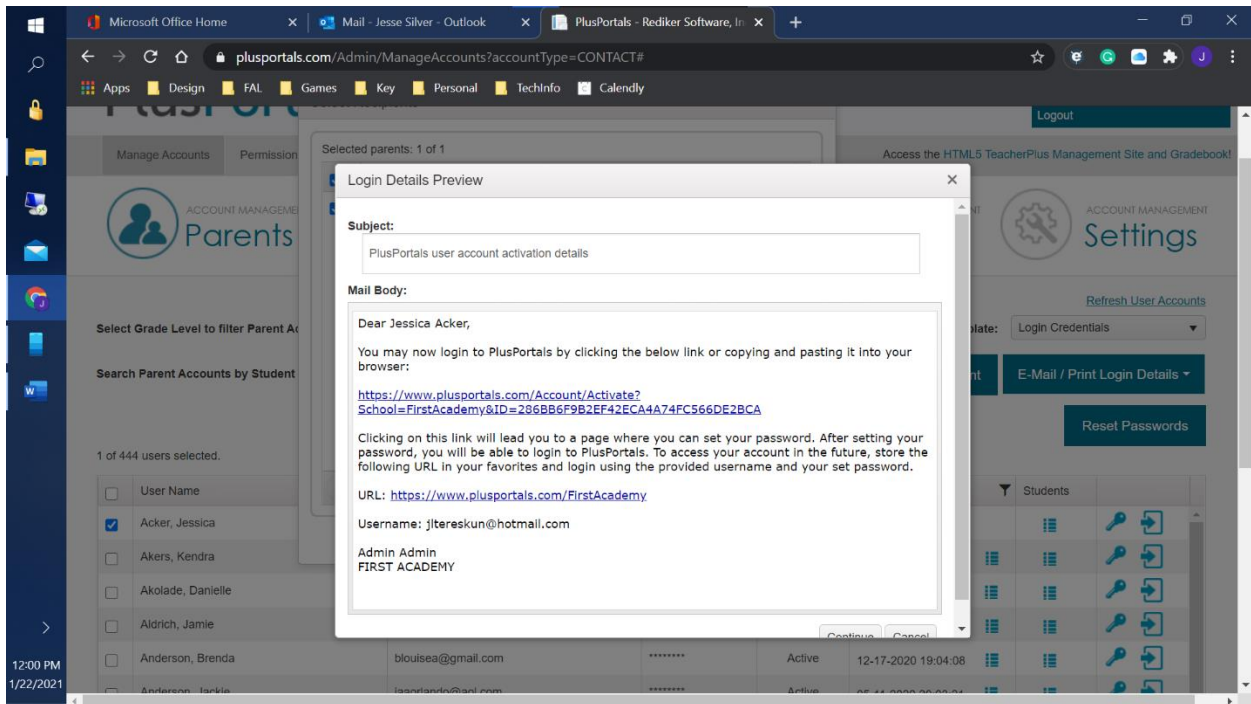 Microsoft Office Home
Mail - Jesse Silver - Outlook
PlusPortals - Rediker Software, In
plusportals.com/Admin/ManageAccounts?accountType=CONTACT#
Apps Design FAL Games Key Personal TechInfo Calendly
Logout
Manage Accounts Permission
Selected parents: 1 of 1
Access the HTML5 TeacherPlus Management Site and Gradebook!
Login Details Preview
ACCOUNT MANAGEME
Parents
ACCOUNT MANAGEMENT
Settings
Subject:
PlusPortals user account activation details
Mail Body:
Dear Jessica Acker,
You may now login to PlusPortals by clicking the below link or copying and pasting it into your
browser:
https://www.plusportals.com/Account/Activate?
School=FirstAcademy&ID=286BB6F9B2EF42ECA4A74FC566DE2BCA
Clicking on this link will lead you to a page where you can set your password. After setting your
password, you will be able to login to PlusPortals. To access your account in the future, store the
following URL in your favorites and login using the provided username and your set password.
URL: https://www.plusportals.com/FirstAcademy
Username: jltereskun@hotmail.com
Admin Admin
FIRST ACADEMY
Continue Cancel
Refresh User Accounts
Select Grade Level to filter Parent Ac
plate: Login Credentials
Search Parent Accounts by Student
nt
E-Mail / Print Login Details
Reset Passwords
1 of 444 users selected.
User Name Students
Acker, Jessica
Akers, Kendra
Akolade, Danielle
Aldrich, Jamie
Anderson, Brenda blouisea@gmail.com ******** Active 12-17-2020 19:04:08
Anderson, Jackie jaaorlando@aol.com ******** Active
12:00 PM
1/22/2021